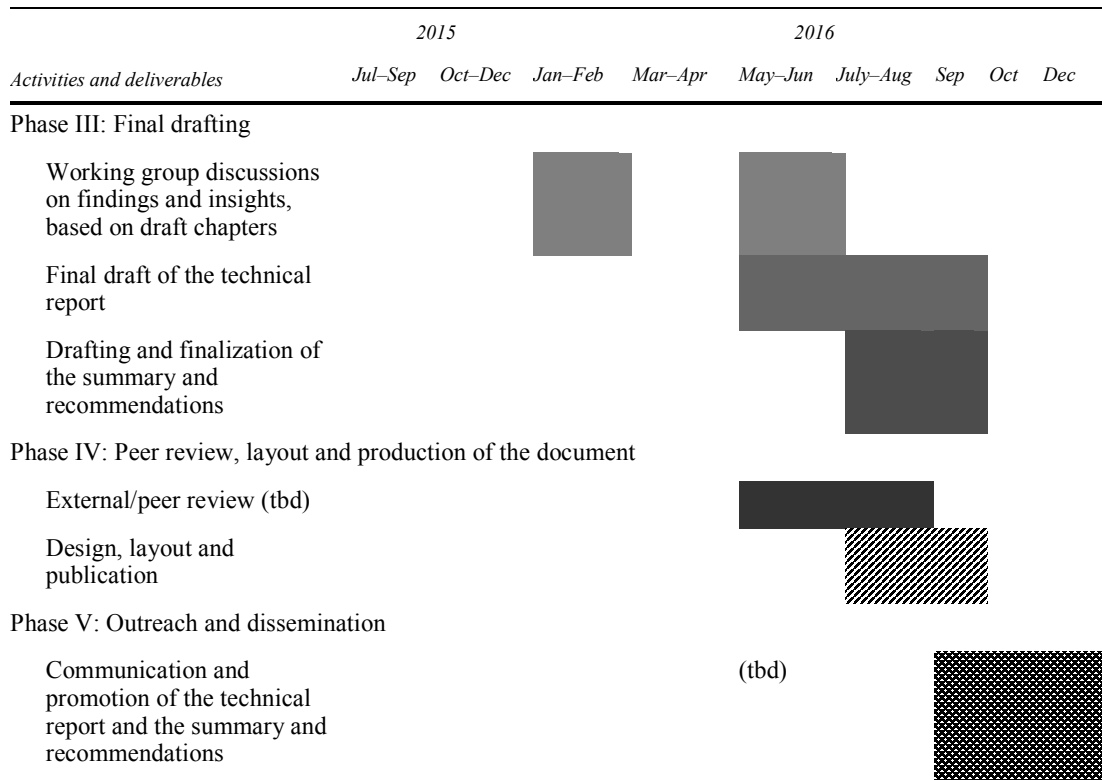 2015 2016
Activities and deliverables Jul–Sep Oct–Dec Jan–Feb Mar–Apr May–Jun July–Aug Sep Oct Dec
Phase III: Final drafting
Working group discussions
on findings and insights,
based on draft chapters
Final draft of the technical
report
Drafting and finalization of
the summary and
recommendations
Phase IV: Peer review, layout and production of the document
External/peer review (tbd)
Design, layout and
publication
Phase V: Outreach and dissemination
Communication and (tbd)
promotion of the technical
report and the summary and
recommendations